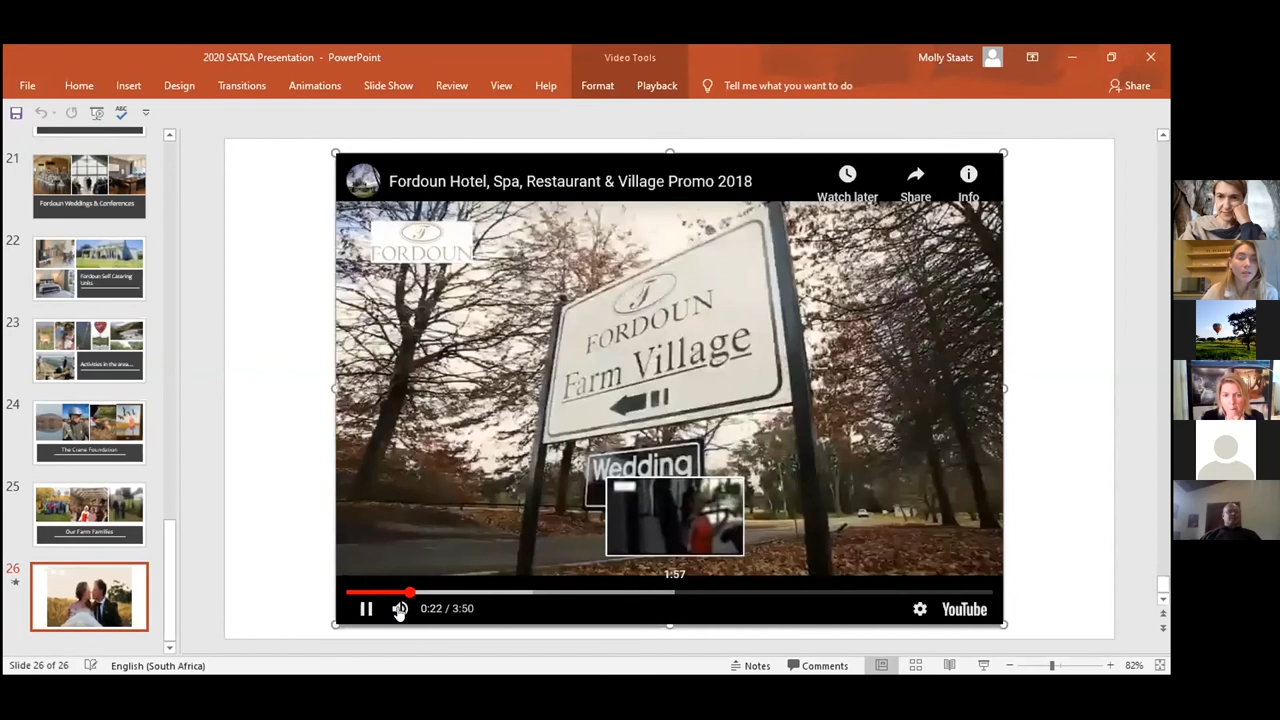 2020 SATSA Presentation - PowerPoint
Video Tools
Molly Staats
File Home Insert Design Transitions Animations Slide Show Review View Help Format Playback Tell me what you want to do Share
ABC
21
Fordoun Weddings & Conferences
22
Fordoun Self Catering
Units
23
Activities in the area...
24
The Crane Foundation
25
Our Farm Families
26
Fordoun Hotel, Spa, Restaurant & Village Promo 2018
Watch later Share Info
FORDOUN
F
FORDOUN
Farm Village
Wedding
1:57
0:22 / 3:50
YouTube
Slide 26 of 26 English (South Africa) Notes Comments 82%